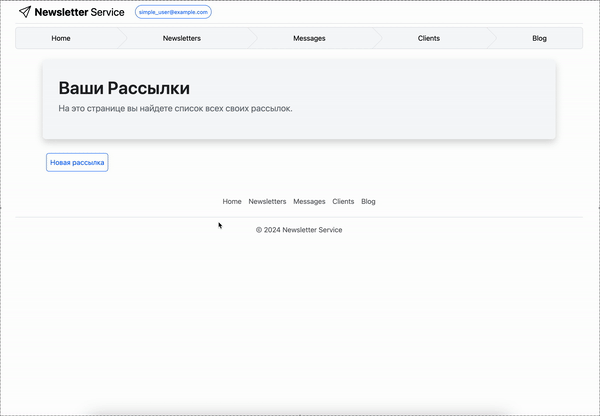 Newsletter Service simple_user@example.com
Home Newsletters Messages Clients Blog
Ваши Рассылки
На это странице вы найдете список всех своих рассылок.
Новая рассылка
Home Newsletters Messages Clients Blog
© 2024 Newsletter Service